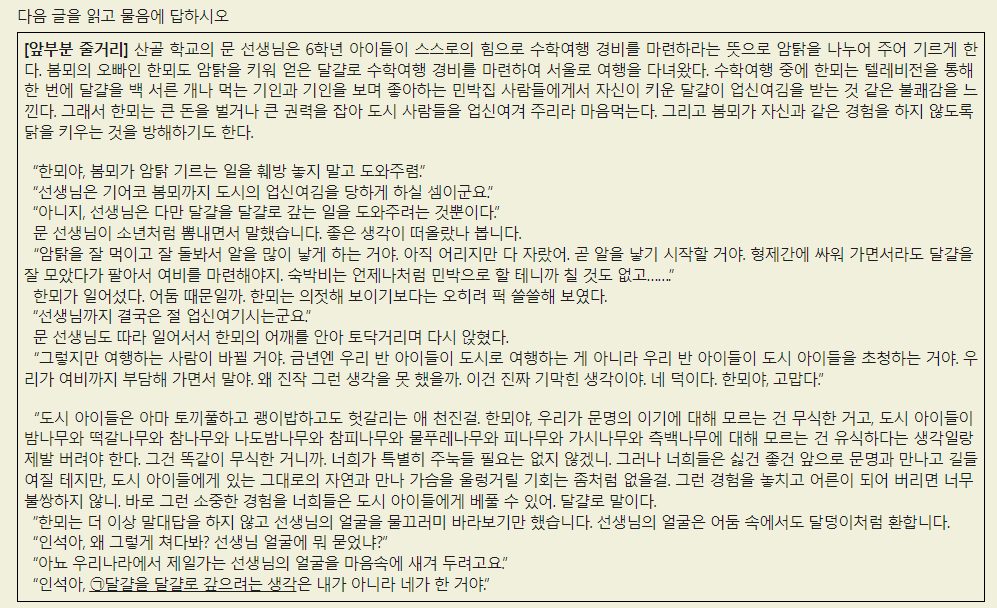 다음 글을 읽고 물음에 답하시오
[앞부분 줄거리] 산골 학교의 문 선생님은 6학년 아이들이 스스로의 힘으로 수학여행 경비를 마련하라는 뜻으로 암탉을 나누어 주어 기르게 한
다. 봄뫼의 오빠인 한뫼도 암탉을 키워 얻은 달걀로 수학여행 경비를 마련하여 서울로 여행을 다녀왔다. 수학여행 중에 한뫼는 텔레비전을 통해
한 번에 달걀을 백 서른 개나 먹는 기인과 기인을 보며 좋아하는 민박집 사람들에게서 자신이 키운 달걀이 업신여김을 받는 것 같은 불쾌감을 느
낀다. 그래서 한뫼는 큰 돈을 벌거나 큰 권력을 잡아 도시 사람들을 업신여겨 주리라 마음먹는다. 그리고 봄뫼가 자신과 같은 경험을 하지 않도록
닭을 키우는 것을 방해하기도 한다.
“한뫼야, 봄뫼가 암탉 기르는 일을 훼방 놓지 말고 도와주렴.”
“선생님은 기어코 봄뫼까지 도시의 업신여김을 당하게 하실 셈이군요.”
“아니지, 선생님은 다만 달걀을 달걀로 갚는 일을 도와주려는 것뿐이다.”
문 선생님이 소년처럼 뽐내면서 말했습니다. 좋은 생각이 떠올랐나 봅니다.
“암탉을 잘 먹이고 잘 돌봐서 알을 많이 낳게 하는 거야. 아직 어리지만 다 자랐어. 곧 알을 낳기 시작할 거야. 형제간에 싸워 가면서라도 달걀을
잘 모았다가 팔아서 여비를 마련해야지. 숙박비는 언제나처럼 민박으로 할 테니까 칠 것도 없고……”
한뫼가 일어섰다. 어둠 때문일까. 한뫼는 의젓해 보이기보다는 오히려 퍽 쓸쓸해 보였다.
“선생님까지 결국은 절 업신여기시는군요.”
문 선생님도 따라 일어서서 한뫼의 어깨를 안아 토닥거리며 다시 앉혔다.
“그렇지만 여행하는 사람이 바뀔 거야. 금년엔 우리 반 아이들이 도시로 여행하는 게 아니라 우리 반 아이들이 도시 아이들을 초청하는 거야. 우
리가 여비까지 부담해 가면서 말야. 왜 진작 그런 생각을 못 했을까. 이건 진짜 기막힌 생각이야. 네 덕이다. 한뫼야, 고맙다.”
“도시 아이들은 아마 토끼풀하고 괭이밥하고도 헛갈리는 애 천진걸. 한뫼야, 우리가 문명의 이기에 대해 모르는 건 무식한 거고, 도시 아이들이
밤나무와 떡갈나무와 참나무와 나도밤나무와 참피나무와 물푸레나무와 피나무와 가시나무와 측백나무에 대해 모르는 건 유식하다는 생각일랑
제발 버려야 한다. 그건 똑같이 무식한 거니까. 너희가 특별히 주눅들 필요는 없지 않겠니. 그러나 너희들은 싫건 좋건 앞으로 문명과 만나고 길들
여질 테지만, 도시 아이들에게 있는 그대로의 자연과 만나 가슴을 울렁거릴 기회는 좀처럼 없을걸. 그런 경험을 놓치고 어른이 되어 버리면 너무
불쌍하지 않니. 바로 그런 소중한 경험을 너희들은 도시 아이들에게 베풀 수 있어. 달걀로 말이다.
“한뫼는 더 이상 말대답을 하지 않고 선생님의 얼굴을 물끄러미 바라보기만 했습니다. 선생님의 얼굴은 어둠 속에서도 달덩이처럼 환합니다.
“인석아, 왜 그렇게 쳐다봐? 선생님 얼굴에 뭐 묻었냐?”
“아뇨 우리나라에서 제일가는 선생님의 얼굴을 마음속에 새겨 두려고요.”
“인석아, ㉠달걀을 달걀로 갚으려는 생각은 내가 아니라 네가 한 거야.”